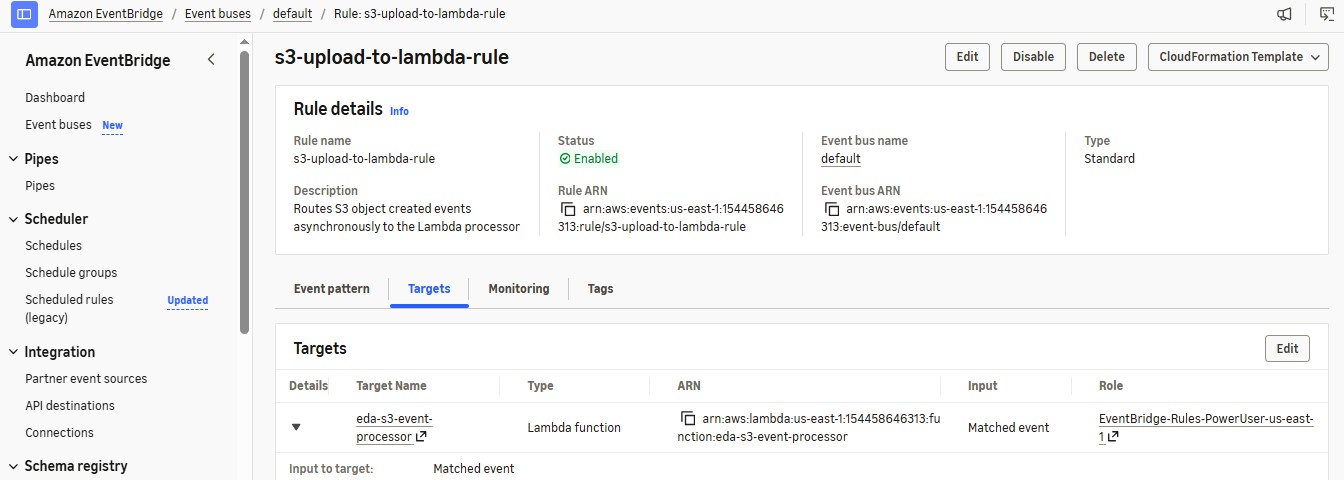 Amazon EventBridge / Event buses / default / Rule: s3-upload-to-lambda-rule
Amazon EventBridge
Dashboard
Event buses New
Pipes
Pipes
Scheduler
Schedules
Schedule groups
Scheduled rules Updated
(legacy)
Integration
Partner event sources
API destinations
Connections
Schema registry
s3-upload-to-lambda-rule
Edit
Disable
Delete
CloudFormation Template
Rule details Info
Rule name
s3-upload-to-lambda-rule
Description
Routes S3 object created events
asynchronously to the Lambda processor
Status
Enabled
Rule ARN
arn:aws:events:us-east-1:154458646
313:rule/s3-upload-to-lambda-rule
Event bus name
default
Event bus ARN
arn:aws:events:us-east-1:154458646
313:event-bus/default
Type
Standard
Event pattern
Targets
Monitoring
Tags
Targets
Edit
Details Target Name Type ARN Input Role
eda-s3-event-
processor
Lambda function
arn:aws:lambda:us-east-1:154458646313:fu
nction:eda-s3-event-processor
Matched event
EventBridge-Rules-PowerUser-us-east-
1
Input to target: Matched event